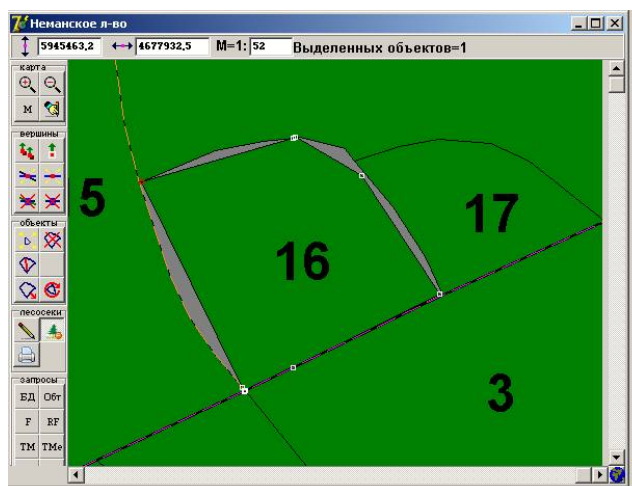 Неманское л-во
5945463,2 4677932,5 М=1: 52 Выделенных объектов=1
карта
М
вершины
объекты
лесосеки
запросы
БД Обт
F RF
TM TMe
5
16
17
3